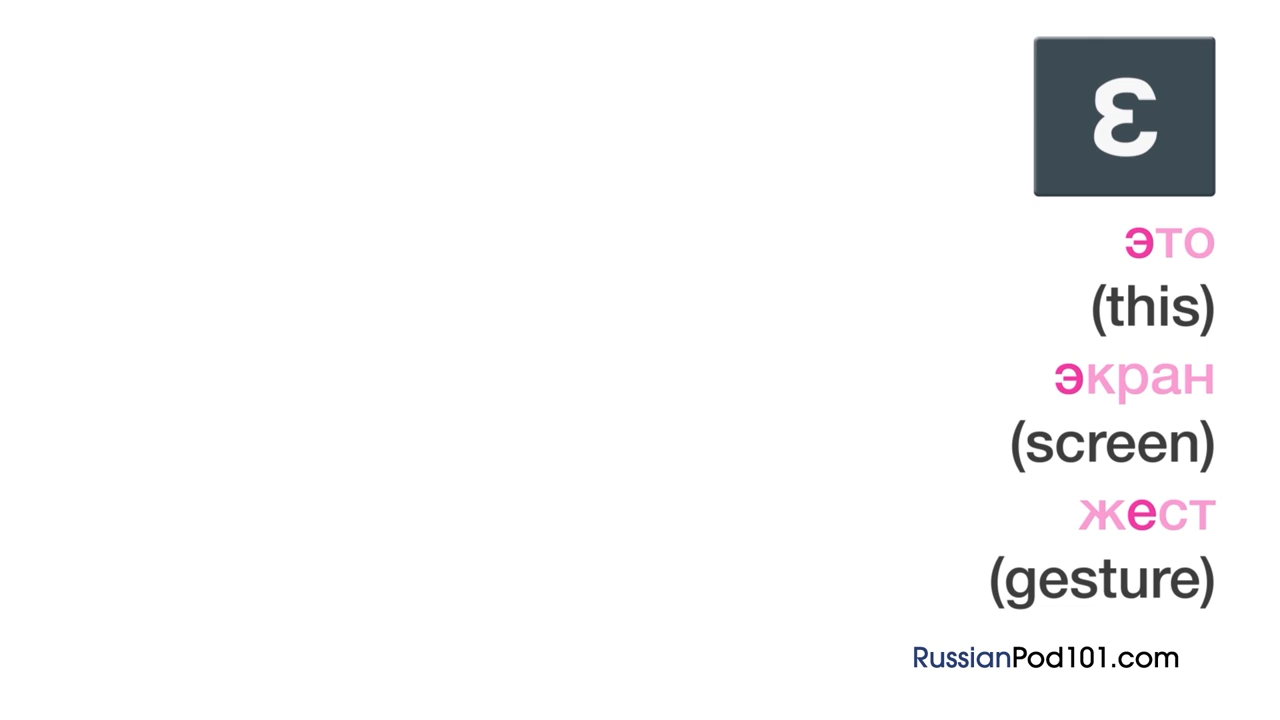 ɛ
это
(this)
экран
(screen)
жест
(gesture)
RussianPod101.com